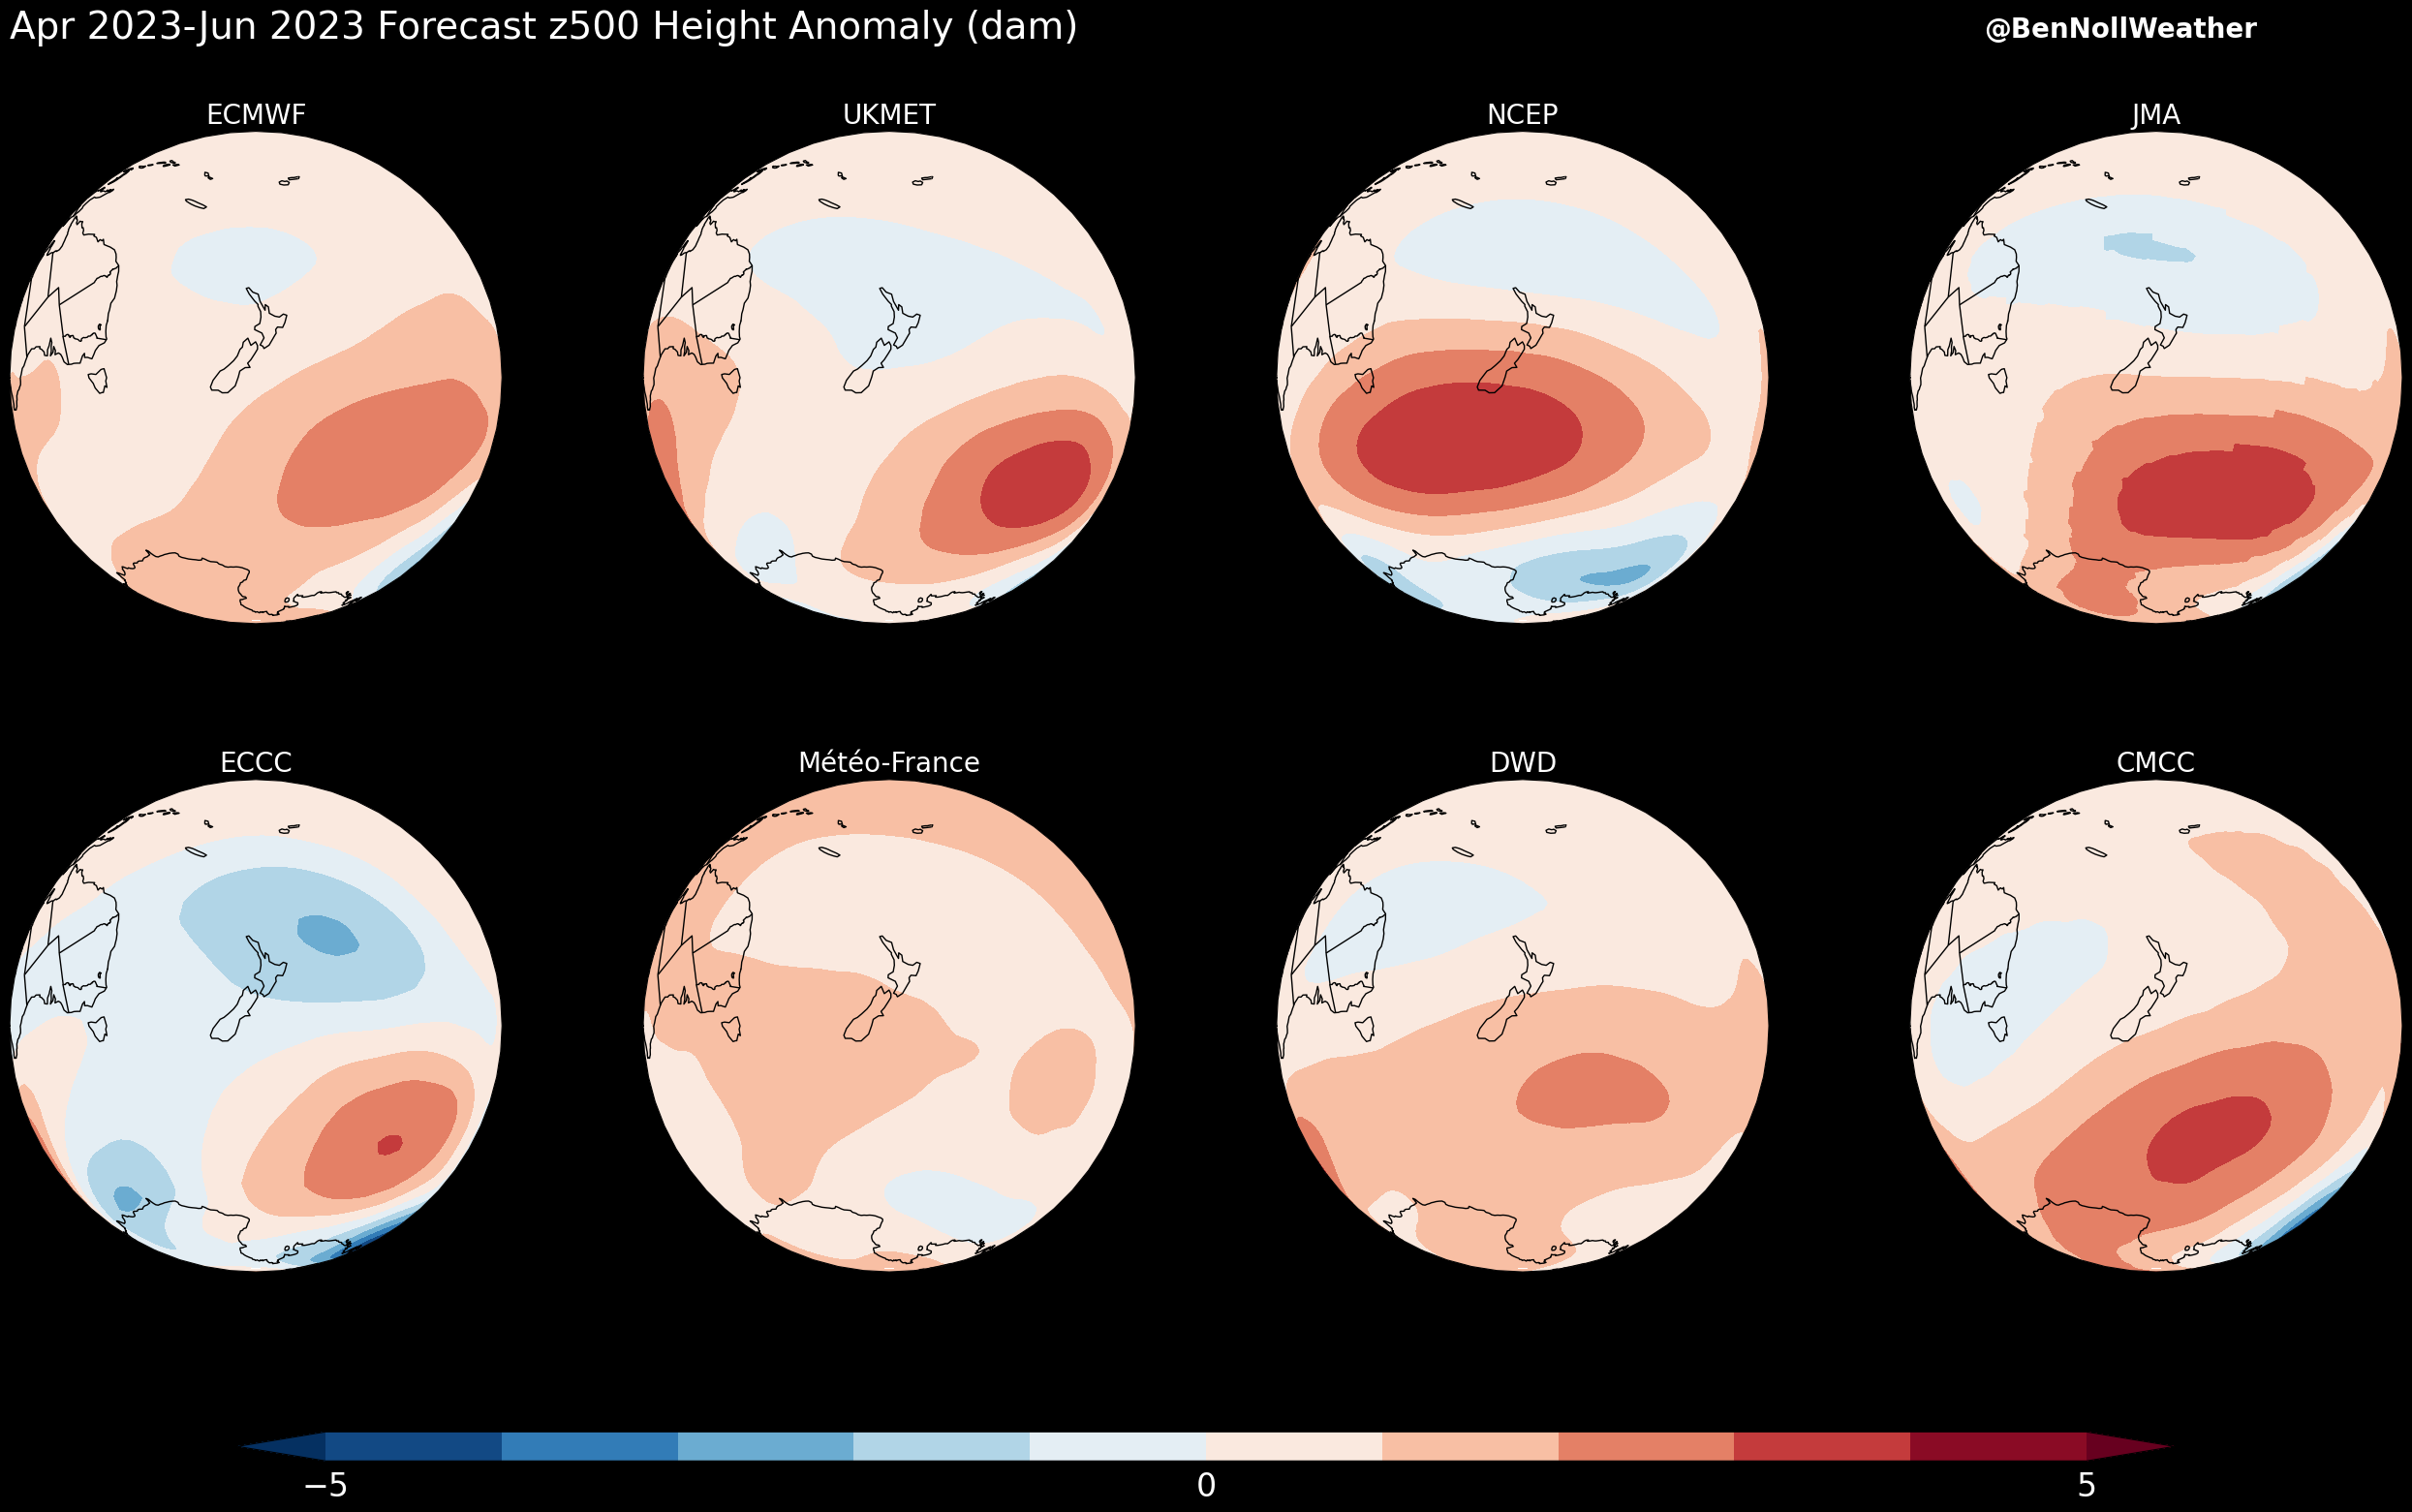 Apr 2023-Jun 2023 Forecast z500 Height Anomaly (dam)
@BenNollWeather
ECMWF
UKMET
NCEP
JMA
ECCC
Météo-France
DWD
CMCC
−5
0
5